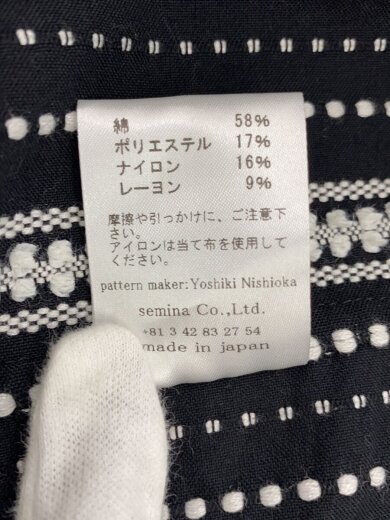 綿 58%
ポリエステル 17%
ナイロン 16%
レーヨン 9%
摩擦や引っかけに、ご注意下
さい。
アイロンは当て布を使用して
ください。
pattern maker:Yoshiki Nishioka
semina Co.,Ltd.
+81 3 42 83 27 54
made in japan